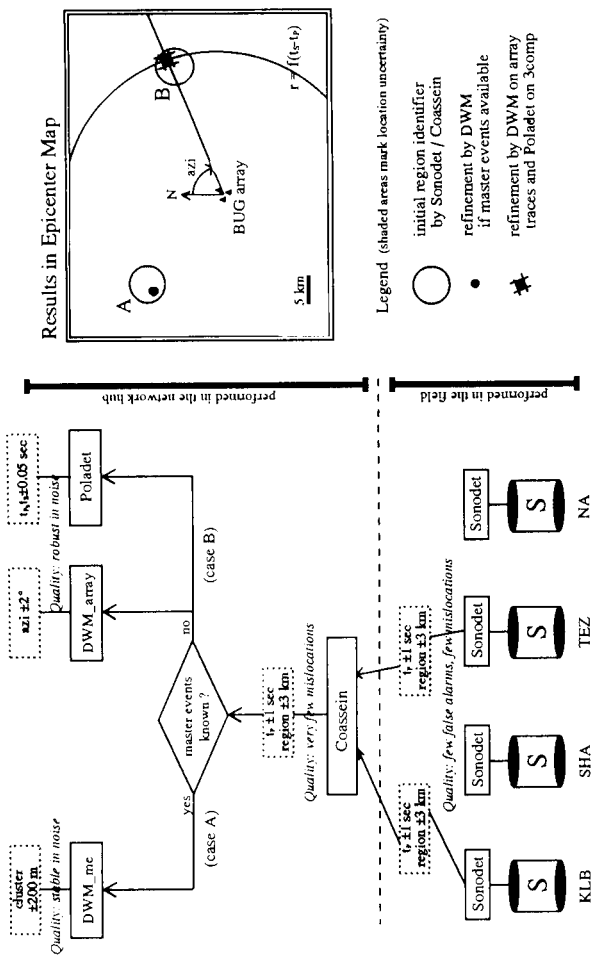 cluster
±200 m
Quality: stable in noise
DWM_me
azi ±2°
DWM_array
tₚ,tₛ±0.05 sec
Quality: robust in noise
Poladet
yes
no
(case A)
(case B)
master events
known ?
tₚ ±1 sec
region ±3 km
Quality: very few mislocations
Coassein
performed in the network hub
tₚ ±1 sec
region ±3 km
tₚ ±1 sec
region ±3 km
Quality: few false alarms, few mislocations
performed in the field
Sonodet
Sonodet
Sonodet
Sonodet
S
S
S
S
KLB
SHA
TEZ
NA
Results in Epicenter Map
A
B
N
azi
BUG array
5 km
r = f(tₛ-tₚ)
Legend (shaded areas mark location uncertainty)
initial region identifier
by Sonodet / Coassein
refinement by DWM
if master events available
refinement by DWM on array
traces and Poladet on 3comp